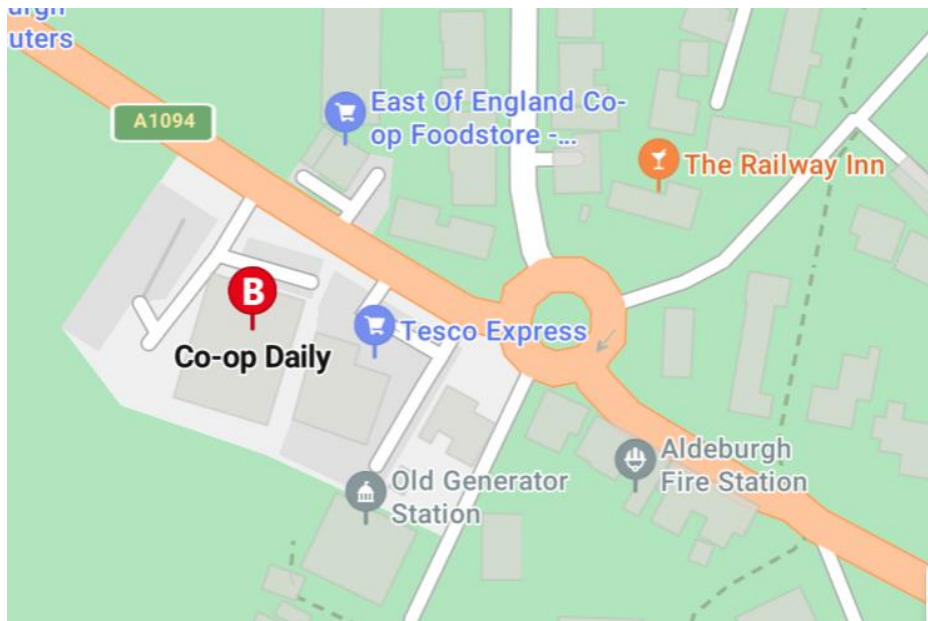 uters
A1094
East Of England Co-
op Foodstore -...
The Railway Inn
B
Tesco Express
Co-op Daily
Aldeburgh
Fire Station
Old Generator
Station